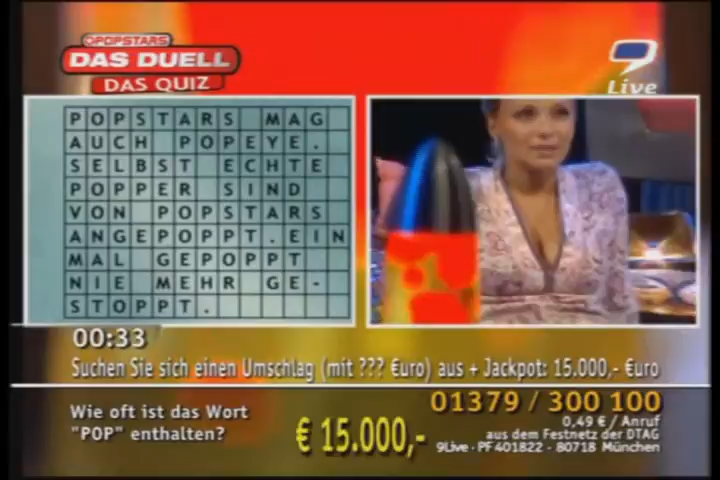 POPSTARS
DAS DUELL
DAS QUIZ
Live
POPSTARS MAG
AUCH POPEYE.
SELBST ECHTE
POPPER SIND
VON POPSTARS
ANGEPOPPT.EIN
MAL GEPOPPT
NIE MEHR GE-
STOPPT.
00:33
Suchen Sie sich einen Umschlag (mit ??? €uro) aus + Jackpot: 15.000,- €uro
Wie oft ist das Wort
"POP" enthalten?
€ 15.000,-
01379 / 300 100
0,49 € / Anruf
aus dem Festnetz der DTAG
9Live · PF 401822 - 80718 München